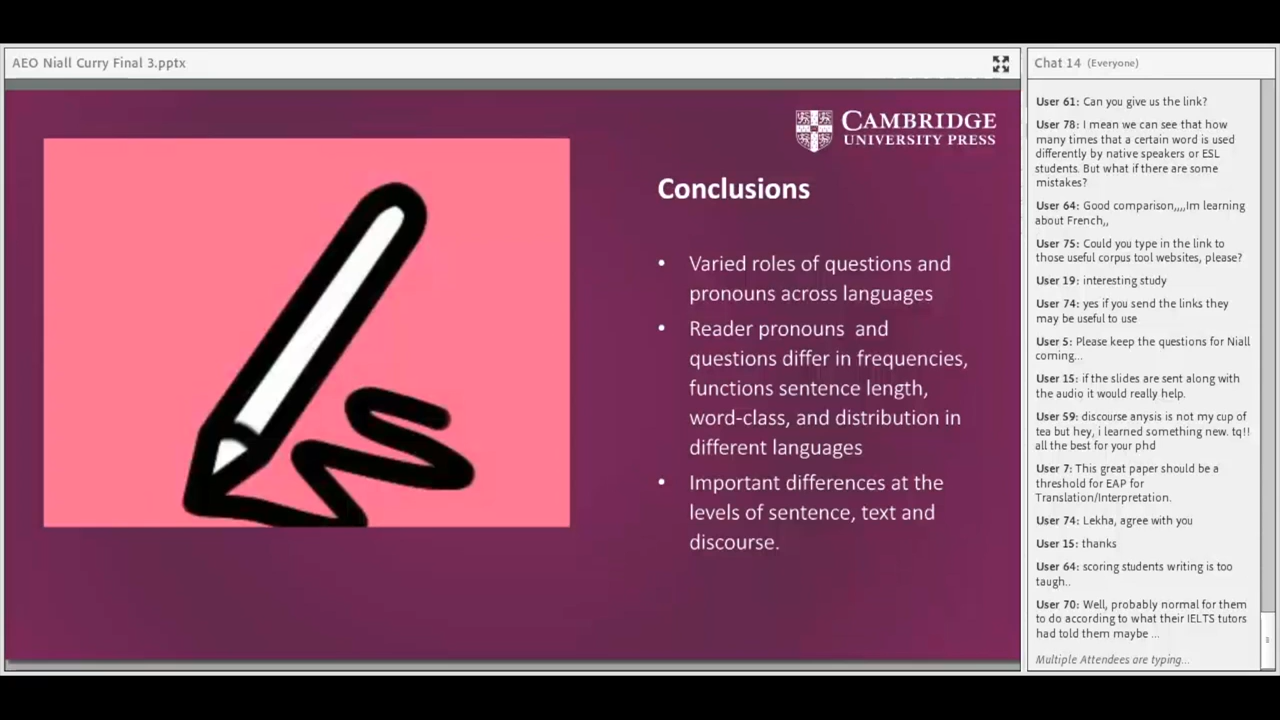 AEO Niall Curry Final 3.pptx
CAMBRIDGE
UNIVERSITY PRESS
Conclusions
• Varied roles of questions and
pronouns across languages
• Reader pronouns and
questions differ in frequencies,
functions sentence length,
word-class, and distribution in
different languages
• Important differences at the
levels of sentence, text and
discourse.
Chat 14 (Everyone)
User 61: Can you give us the link?
User 78: I mean we can see that how
many times that a certain word is used
differently by native speakers or ESL
students. But what if there are some
mistakes?
User 64: Good comparison,,,,Im learning
about French,,
User 75: Could you type in the link to
those useful corpus tool websites, please?
User 19: interesting study
User 74: yes if you send the links they
may be useful to use
User 5: Please keep the questions for Niall
coming...
User 15: if the slides are sent along with
the audio it would really help.
User 59: discourse anysis is not my cup of
tea but hey, i learned something new. tq!!
all the best for your phd
User 7: This great paper should be a
threshold for EAP for
Translation/Interpretation.
User 74: Lekha, agree with you
User 15: thanks
User 64: scoring students writing is too
taugh..
User 70: Well, probably normal for them
to do according to what their IELTS tutors
had told them maybe ...
Multiple Attendees are typing...